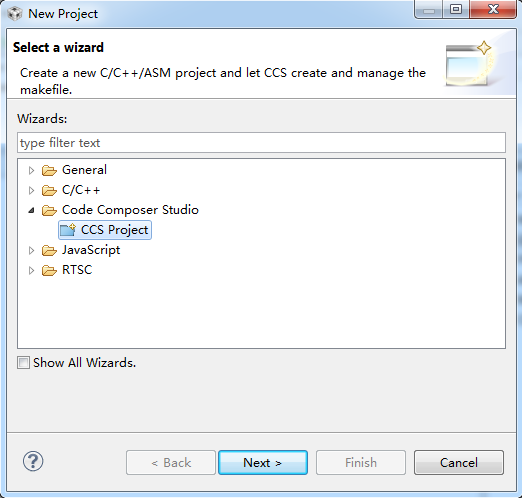 New Project
Select a wizard
Create a new C/C++/ASM project and let CCS create and manage the
makefile.
Wizards:
type filter text
General
C/C++
Code Composer Studio
CCS Project
JavaScript
RTSC
Show All Wizards.
?
< Back
Next >
Finish
Cancel